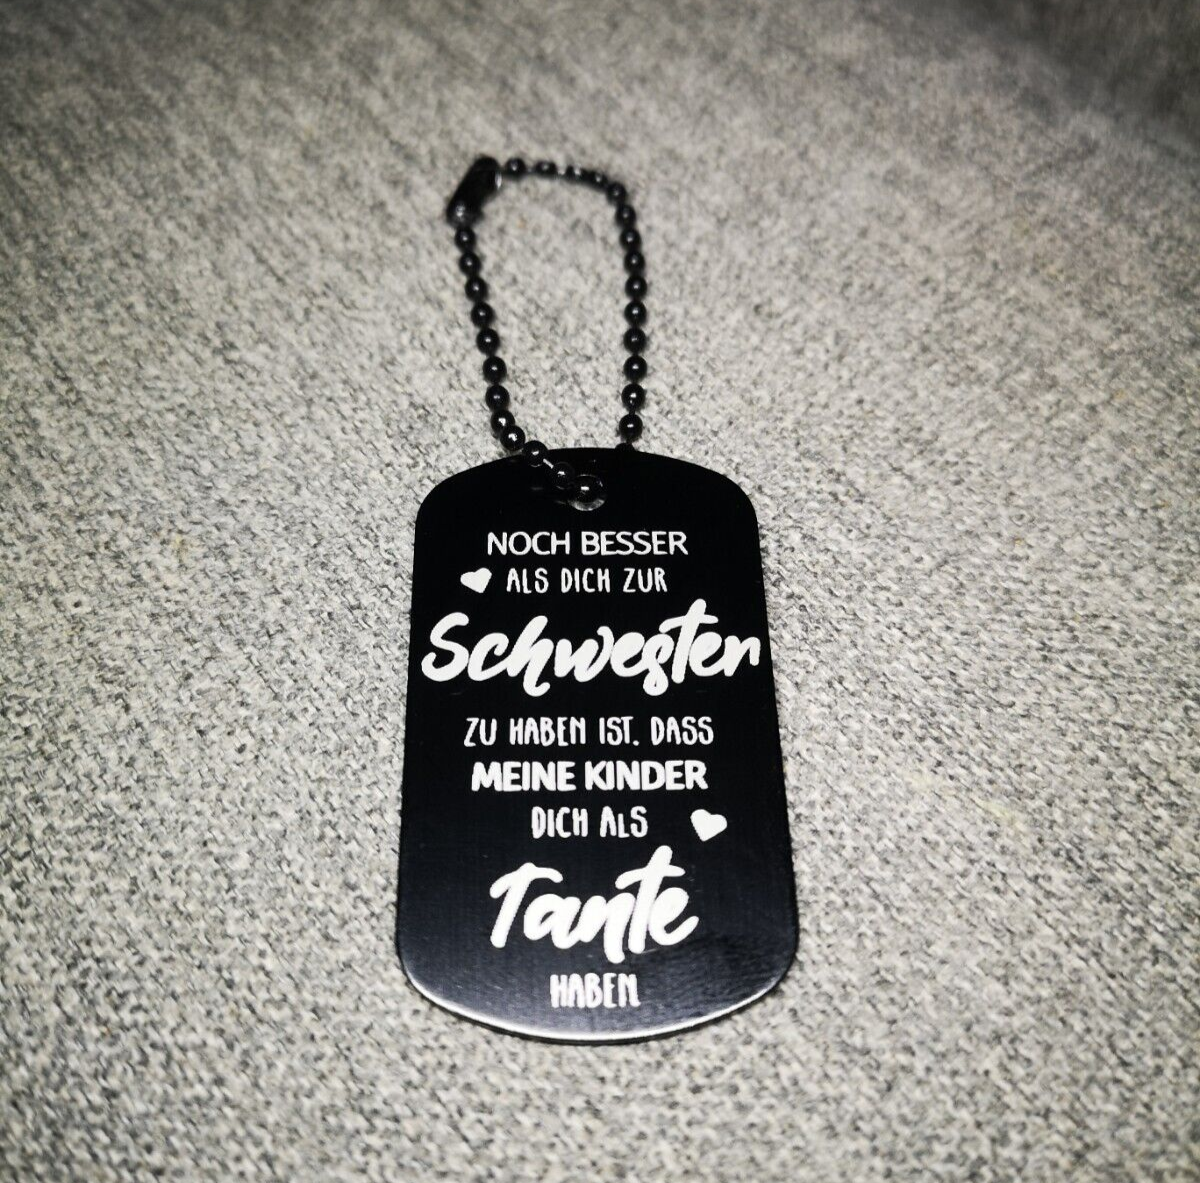 NOCH BESSER
ALS DICH ZUR
Schwester
ZU HABEN IST. DASS
MEINE KINDER
DICH ALS
Tante
HABEN